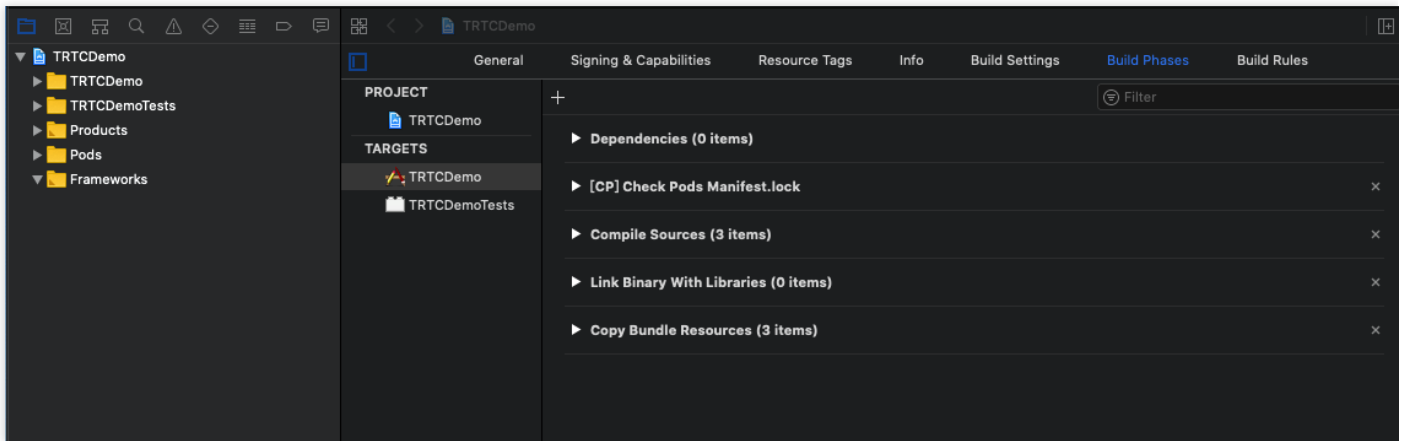 TRTCDemo
General Signing & Capabilities Resource Tags Info Build Settings Build Phases Build Rules
TRTCDemo
TRTCDemo
TRTCDemoTests
Products
Pods
Frameworks
PROJECT
TRTCDemo
TARGETS
TRTCDemo
TRTCDemoTests
Filter
Dependencies (0 items)
[CP] Check Pods Manifest.lock
Compile Sources (3 items)
Link Binary With Libraries (0 items)
Copy Bundle Resources (3 items)